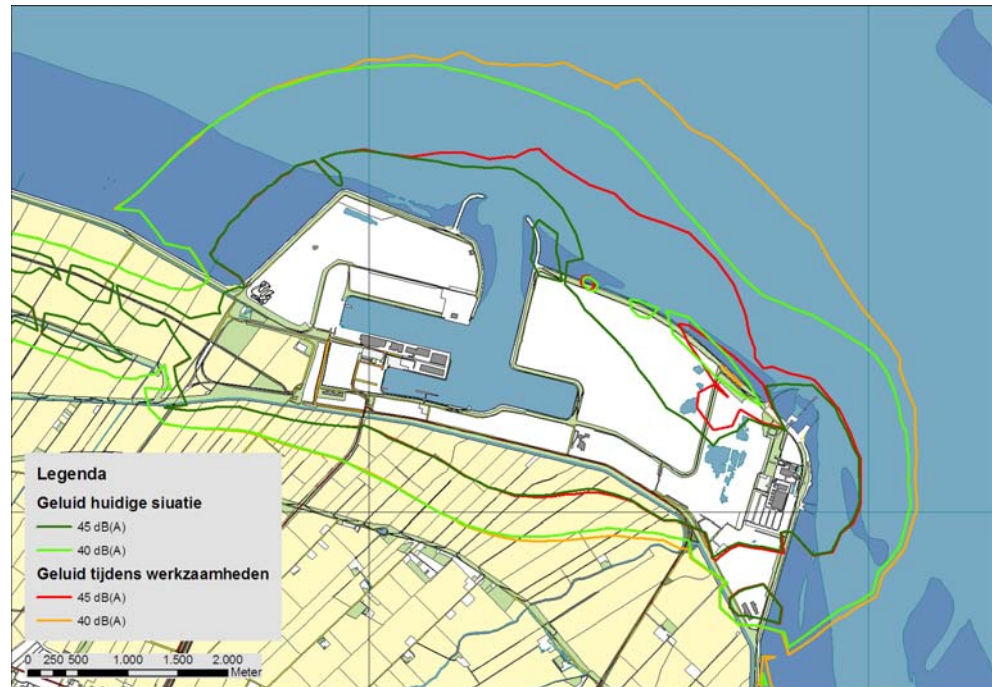 Legenda
Geluid huidige siuatie
45 dB(A)
40 dB(A)
Geluid tijdens werkzaamheden
45 dB(A)
40 dB(A)
0 250 500 1.000 1.500 2.000
Meter